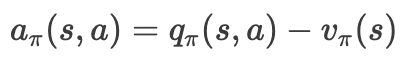 a_π(s, a) = q_π(s, a) − v_π(s)